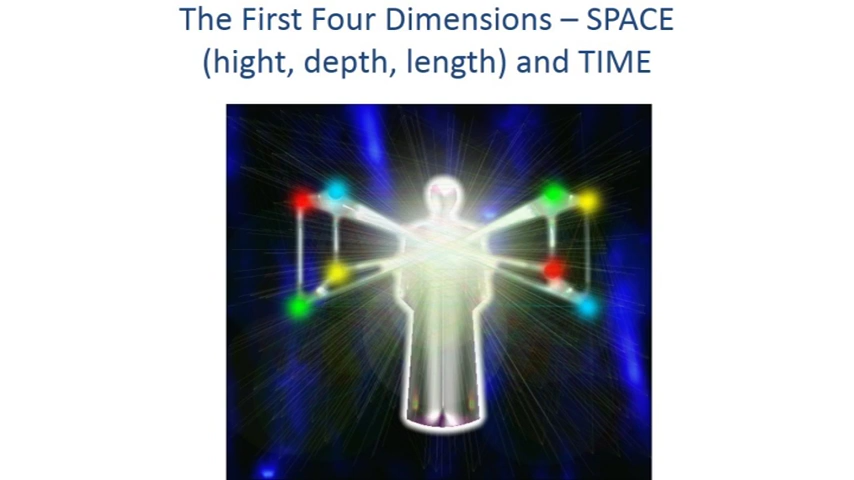 The First Four Dimensions – SPACE
(hight, depth, length) and TIME